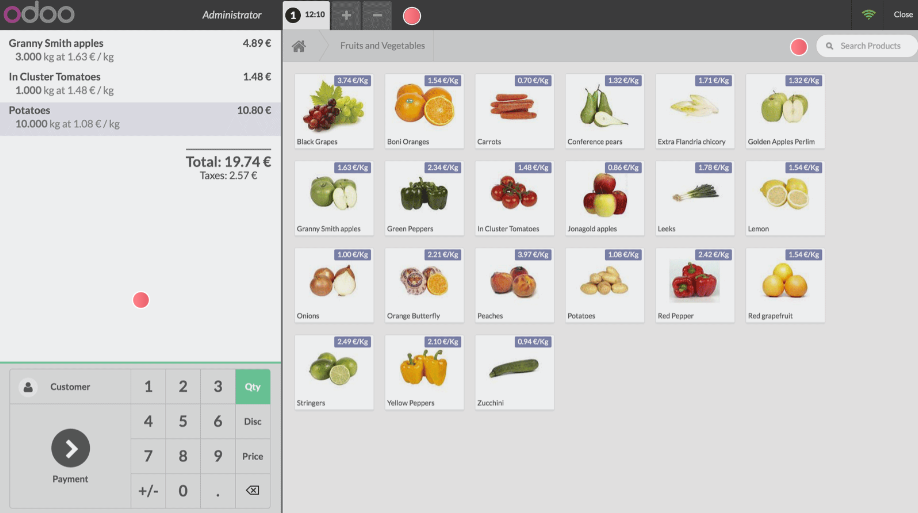 odoo
Administrator
1 12:10
+
−
Close
Granny Smith apples 4.89 €
3.000 kg at 1.63 € / kg
In Cluster Tomatoes 1.48 €
1.000 kg at 1.48 € / kg
Potatoes 10.80 €
10.000 kg at 1.08 € / kg
Total: 19.74 €
Taxes: 2.57 €
Customer
1 2 3 Qty
4 5 6 Disc
7 8 9 Price
+/- 0 .
Payment
Fruits and Vegetables
Search Products
3.74 €/Kg
Black Grapes
1.54 €/Kg
Boni Oranges
0.70 €/Kg
Carrots
1.32 €/Kg
Conference pears
1.71 €/Kg
Extra Flandria chicory
1.32 €/Kg
Golden Apples Perlim
1.63 €/Kg
Granny Smith apples
2.34 €/Kg
Green Peppers
1.48 €/Kg
In Cluster Tomatoes
0.86 €/Kg
Jonagold apples
1.78 €/Kg
Leeks
1.54 €/Kg
Lemon
1.00 €/Kg
Onions
2.21 €/Kg
Orange Butterfly
3.97 €/Kg
Peaches
1.08 €/Kg
Potatoes
2.42 €/Kg
Red Pepper
1.54 €/Kg
Red grapefruit
2.49 €/Kg
Stringers
2.10 €/Kg
Yellow Peppers
0.94 €/Kg
Zucchini